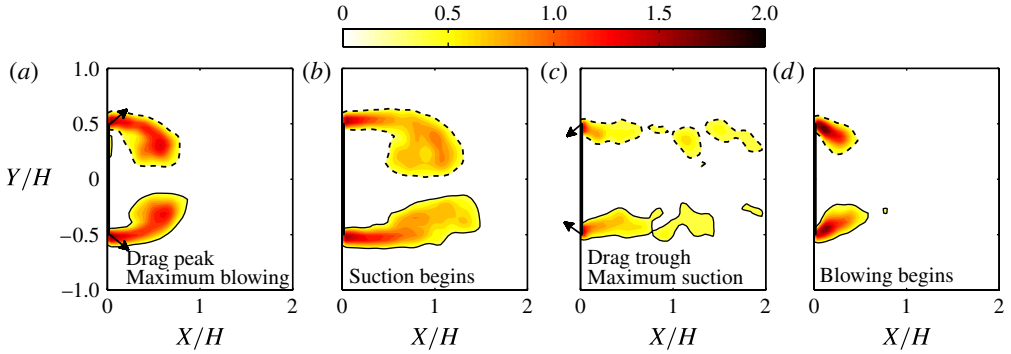 0 0.5 1.0 1.5 2.0
(a) (b) (c) (d)
1.0
0.5
Y/H 0
−0.5
−1.0
Drag peak
Maximum blowing
Suction begins
Drag trough
Maximum suction
Blowing begins
0 1 2 0 1 2 0 1 2 0 1 2
X/H X/H X/H X/H